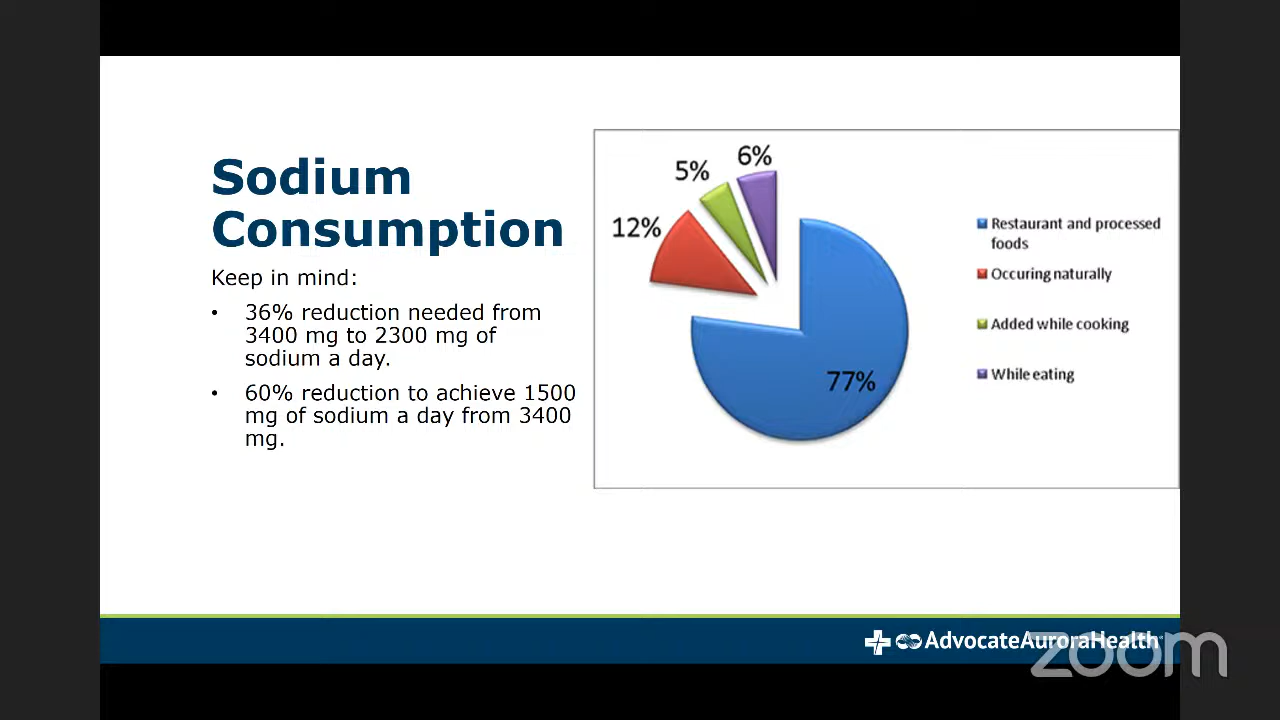 Sodium
Consumption
Keep in mind:
• 36% reduction needed from
3400 mg to 2300 mg of
sodium a day.
• 60% reduction to achieve 1500
mg of sodium a day from 3400
mg.
6%
5%
12%
77%
Restaurant and processed
foods
Occuring naturally
Added while cooking
While eating
AdvocateAuroraHealth®
zoom